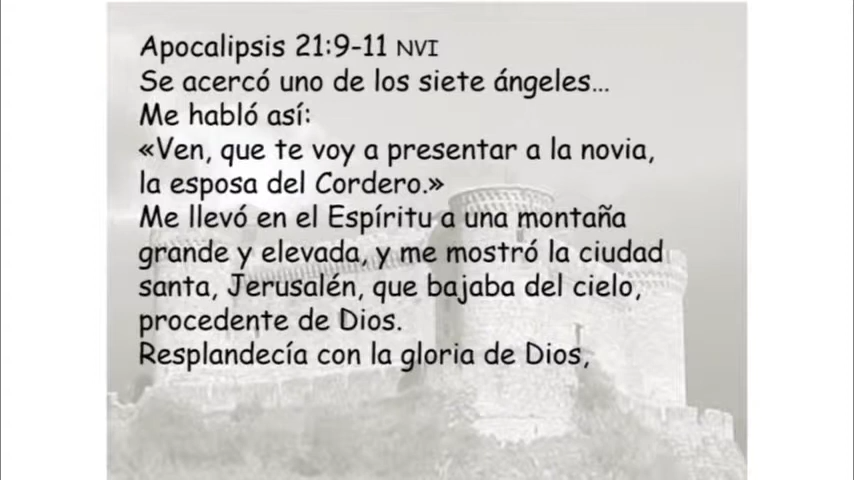 Apocalipsis 21:9-11 NVI
Se acercó uno de los siete ángeles...
Me habló así:
«Ven, que te voy a presentar a la novia,
la esposa del Cordero.»
Me llevó en el Espíritu a una montaña
grande y elevada, y me mostró la ciudad
santa, Jerusalén, que bajaba del cielo,
procedente de Dios.
Resplandecía con la gloria de Dios,